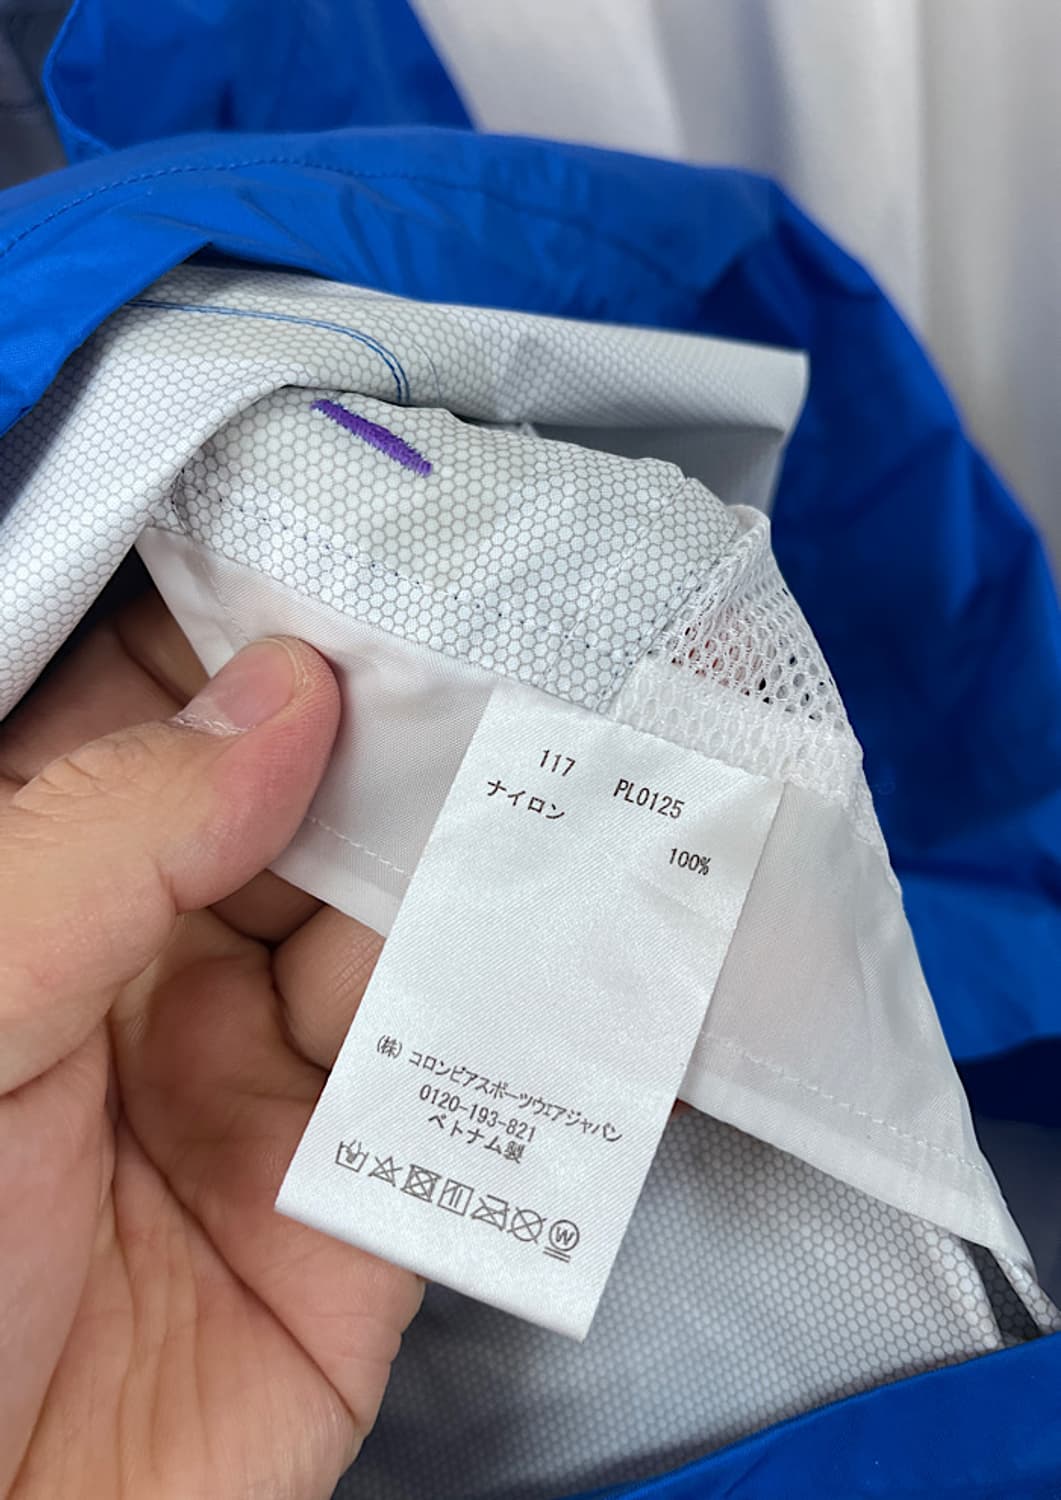 117 PL0125
ナイロン
100%
(株) コロンビアスポーツウェアジャパン
0120-193-821
ベトナム製
W